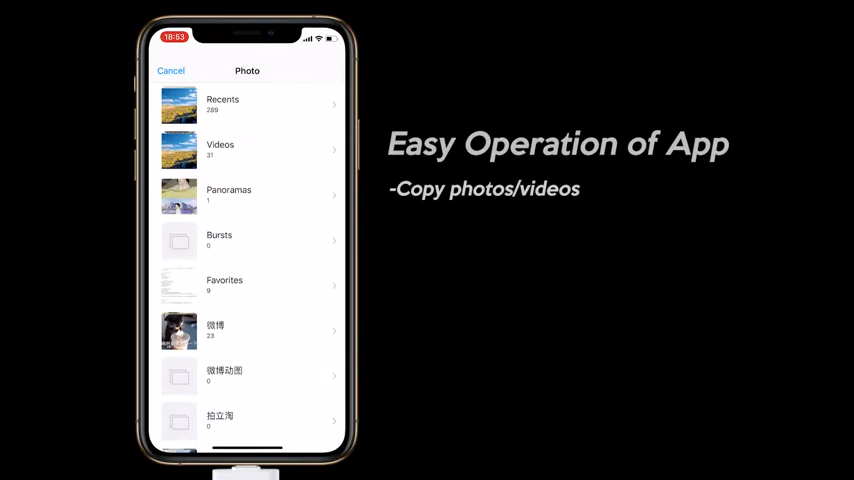 18:53
Cancel
Photo
Recents
289
Videos
31
Panoramas
1
Bursts
0
Favorites
9
微博
23
微博动图
0
拍立淘
0
Easy Operation of App
-Copy photos/videos